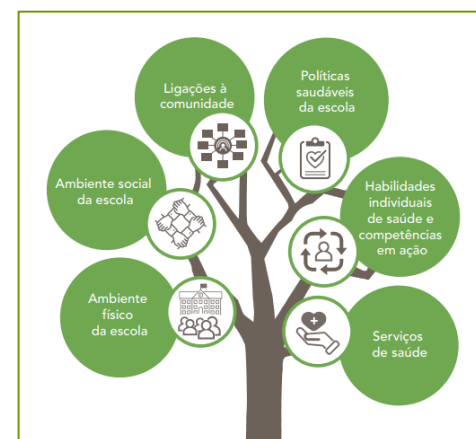 Ligações à
comunidade
Políticas
saudáveis
da escola
Ambiente social
da escola
Habilidades
individuais
de saúde e
competências
em ação
Ambiente
físico
da escola
Serviços
de saúde